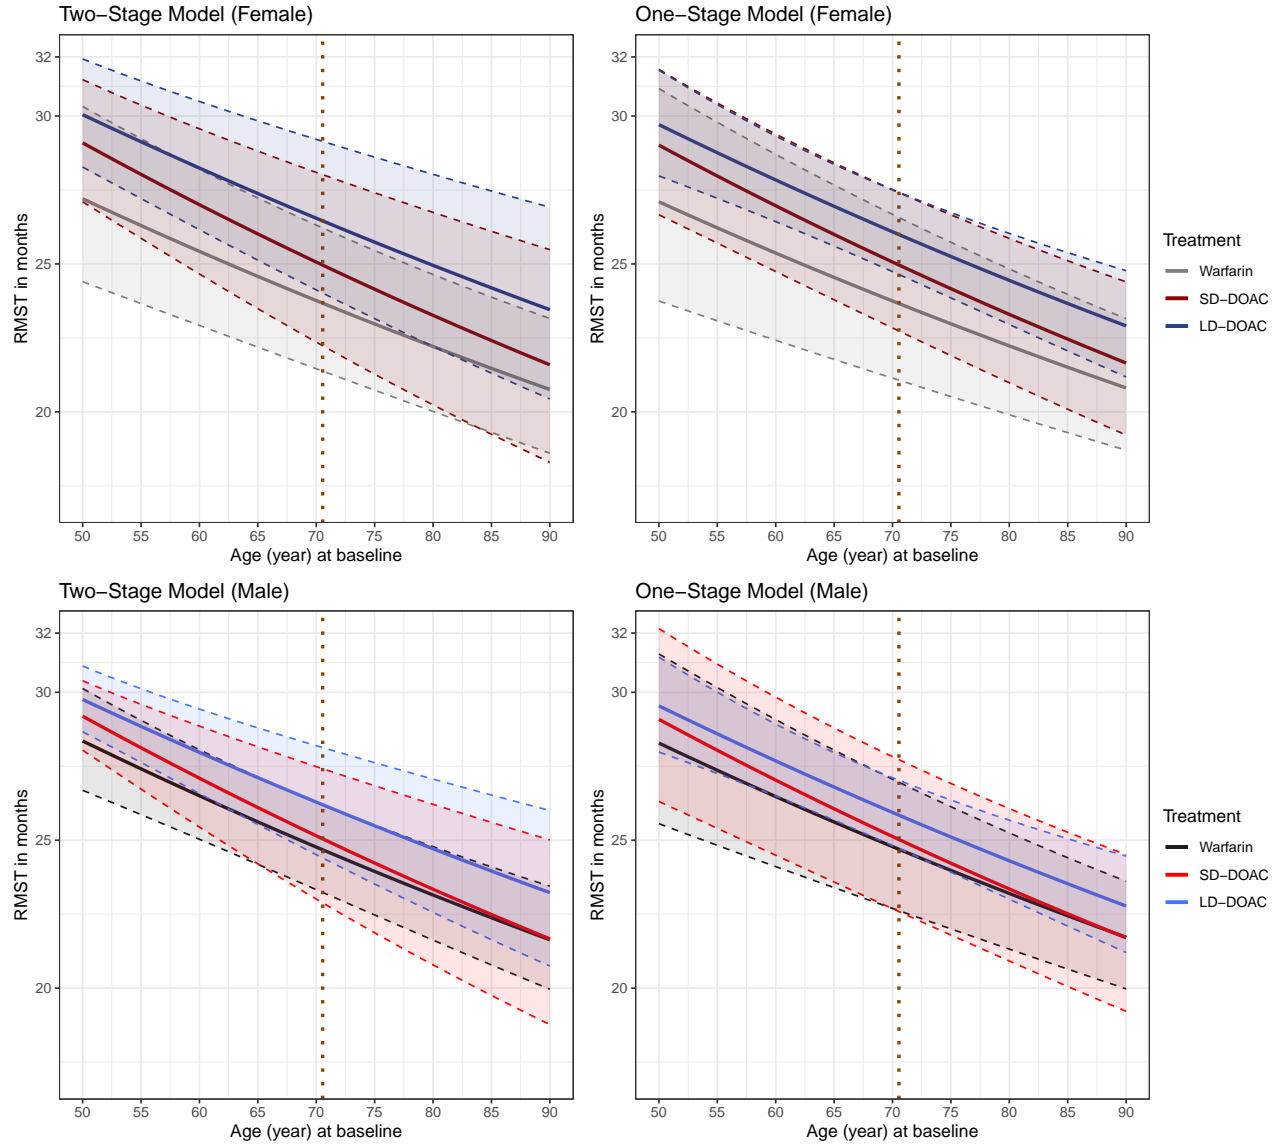 Two−Stage Model (Female)
One−Stage Model (Female)
RMST in months
32
30
25
20
50 55 60 65 70 75 80 85 90
Age (year) at baseline
RMST in months
32
30
25
20
50 55 60 65 70 75 80 85 90
Age (year) at baseline
Treatment
Warfarin
SD−DOAC
LD−DOAC
Two−Stage Model (Male)
One−Stage Model (Male)
RMST in months
32
30
25
20
50 55 60 65 70 75 80 85 90
Age (year) at baseline
RMST in months
32
30
25
20
50 55 60 65 70 75 80 85 90
Age (year) at baseline
Treatment
Warfarin
SD−DOAC
LD−DOAC